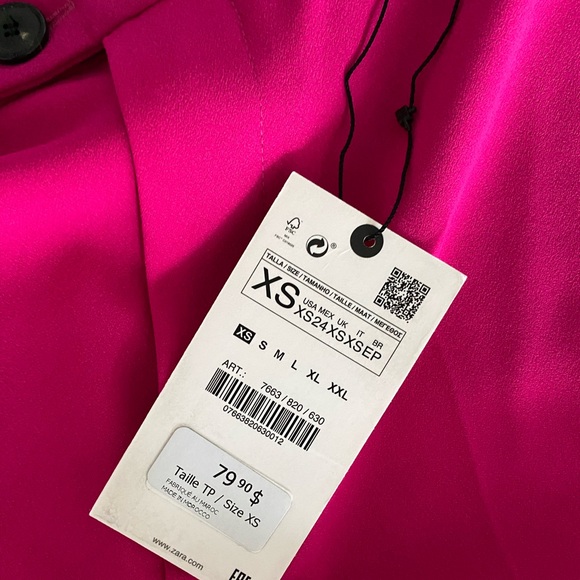 FSC
®
TALLA / SIZE / TAMANHO / TAILLE / MAAT / ΜΕΓΕΘΟΣ
XS
USA MEX UK IT BR
XS 24 XS XS EP
XS S M L XL XXL
ART.: 7663 / 820 / 630
07663820630012
79 90 $
Taille TP / Size XS
FABRIQUÉ AU MAROC
MADE IN MOROCCO
www.zara.com